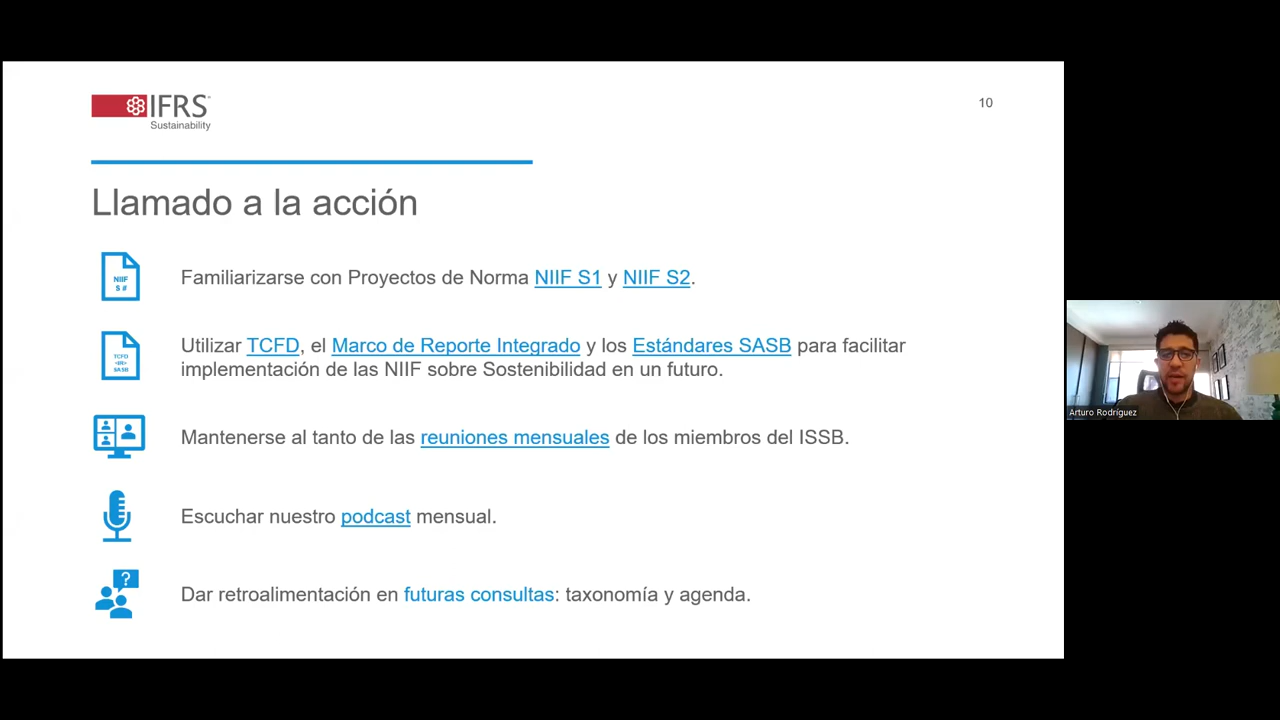 IFRS
Sustainability
10
Llamado a la acción
NIIF
S #
Familiarizarse con Proyectos de Norma NIIF S1 y NIIF S2.
TCFD
<IR>
SASB
Utilizar TCFD, el Marco de Reporte Integrado y los Estándares SASB para facilitar
implementación de las NIIF sobre Sostenibilidad en un futuro.
Mantenerse al tanto de las reuniones mensuales de los miembros del ISSB.
Escuchar nuestro podcast mensual.
?
Dar retroalimentación en futuras consultas: taxonomía y agenda.
Arturo Rodríguez